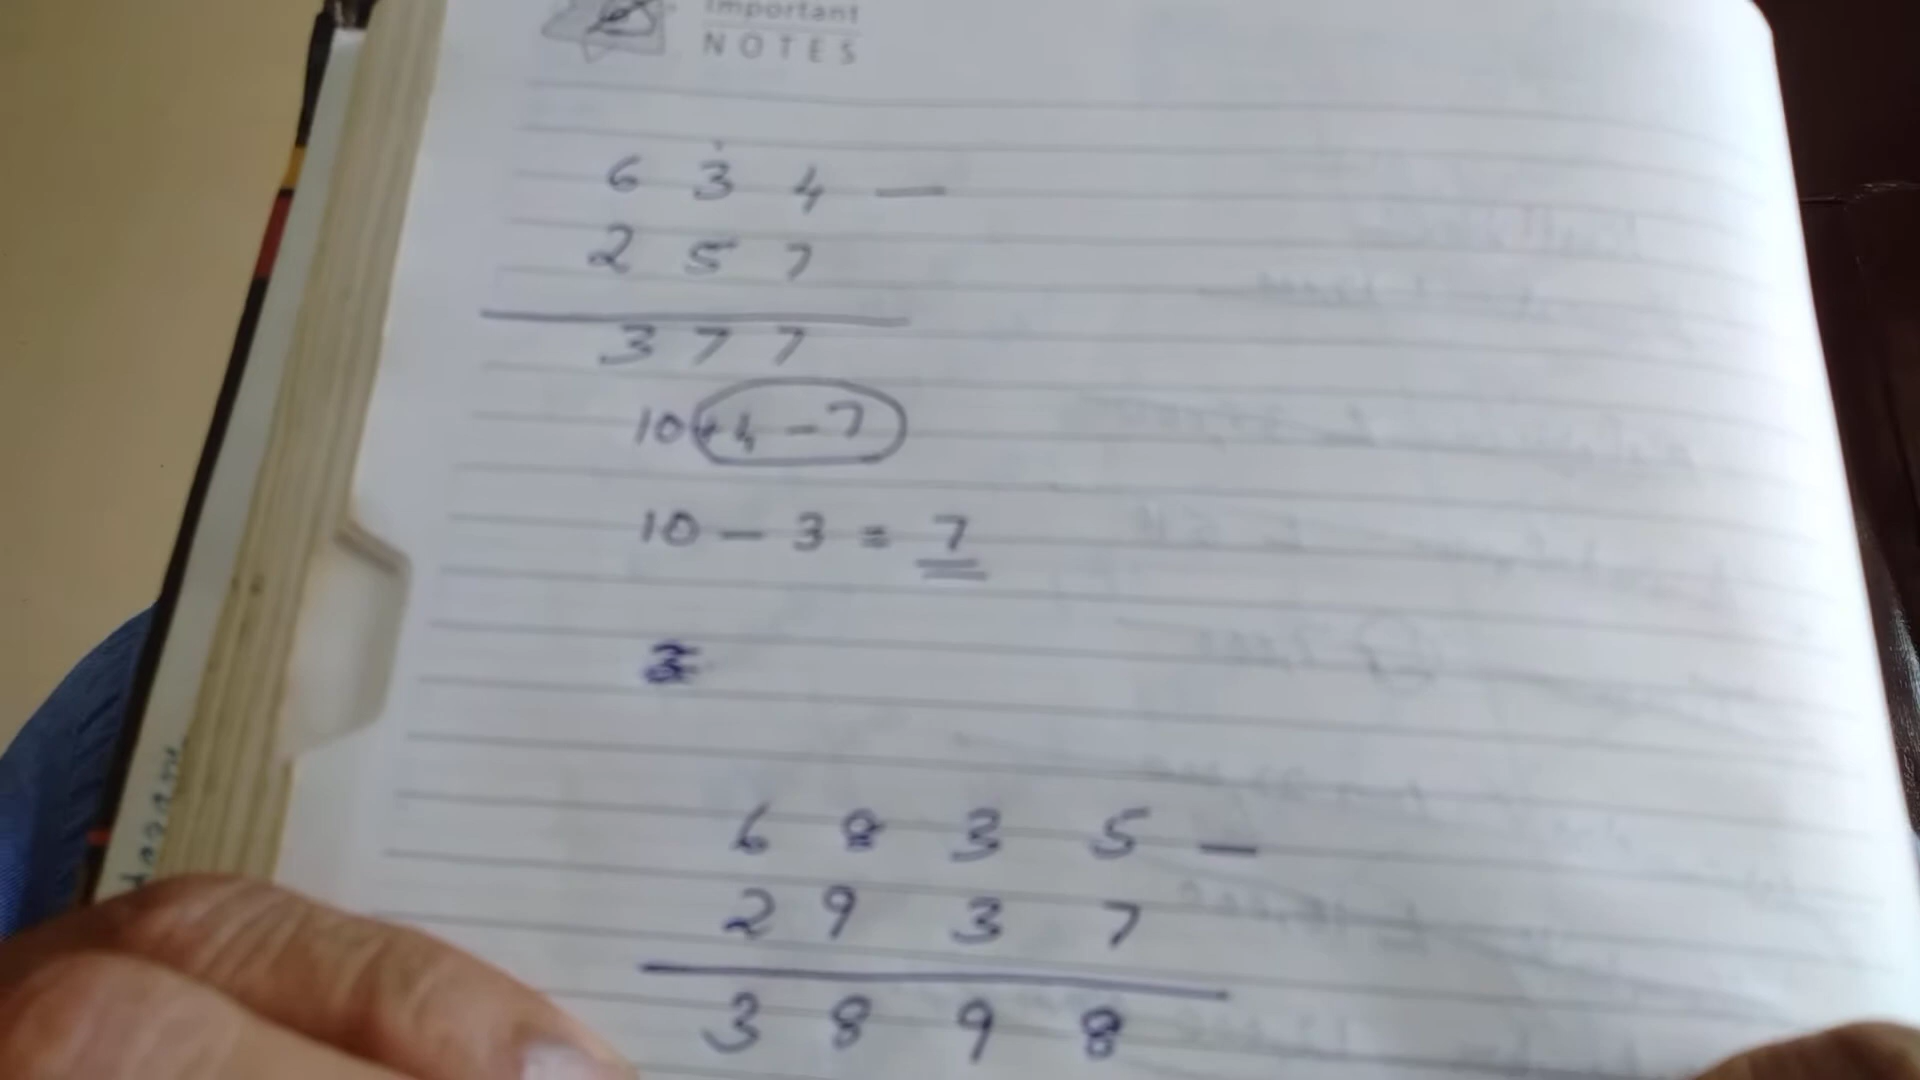 Important
NOTES
6 3 4 —
2 5 7
3 7 7
10+4-7
10 - 3 = 7
6 8 3 5 -
2 9 3 7
3 8 9 8